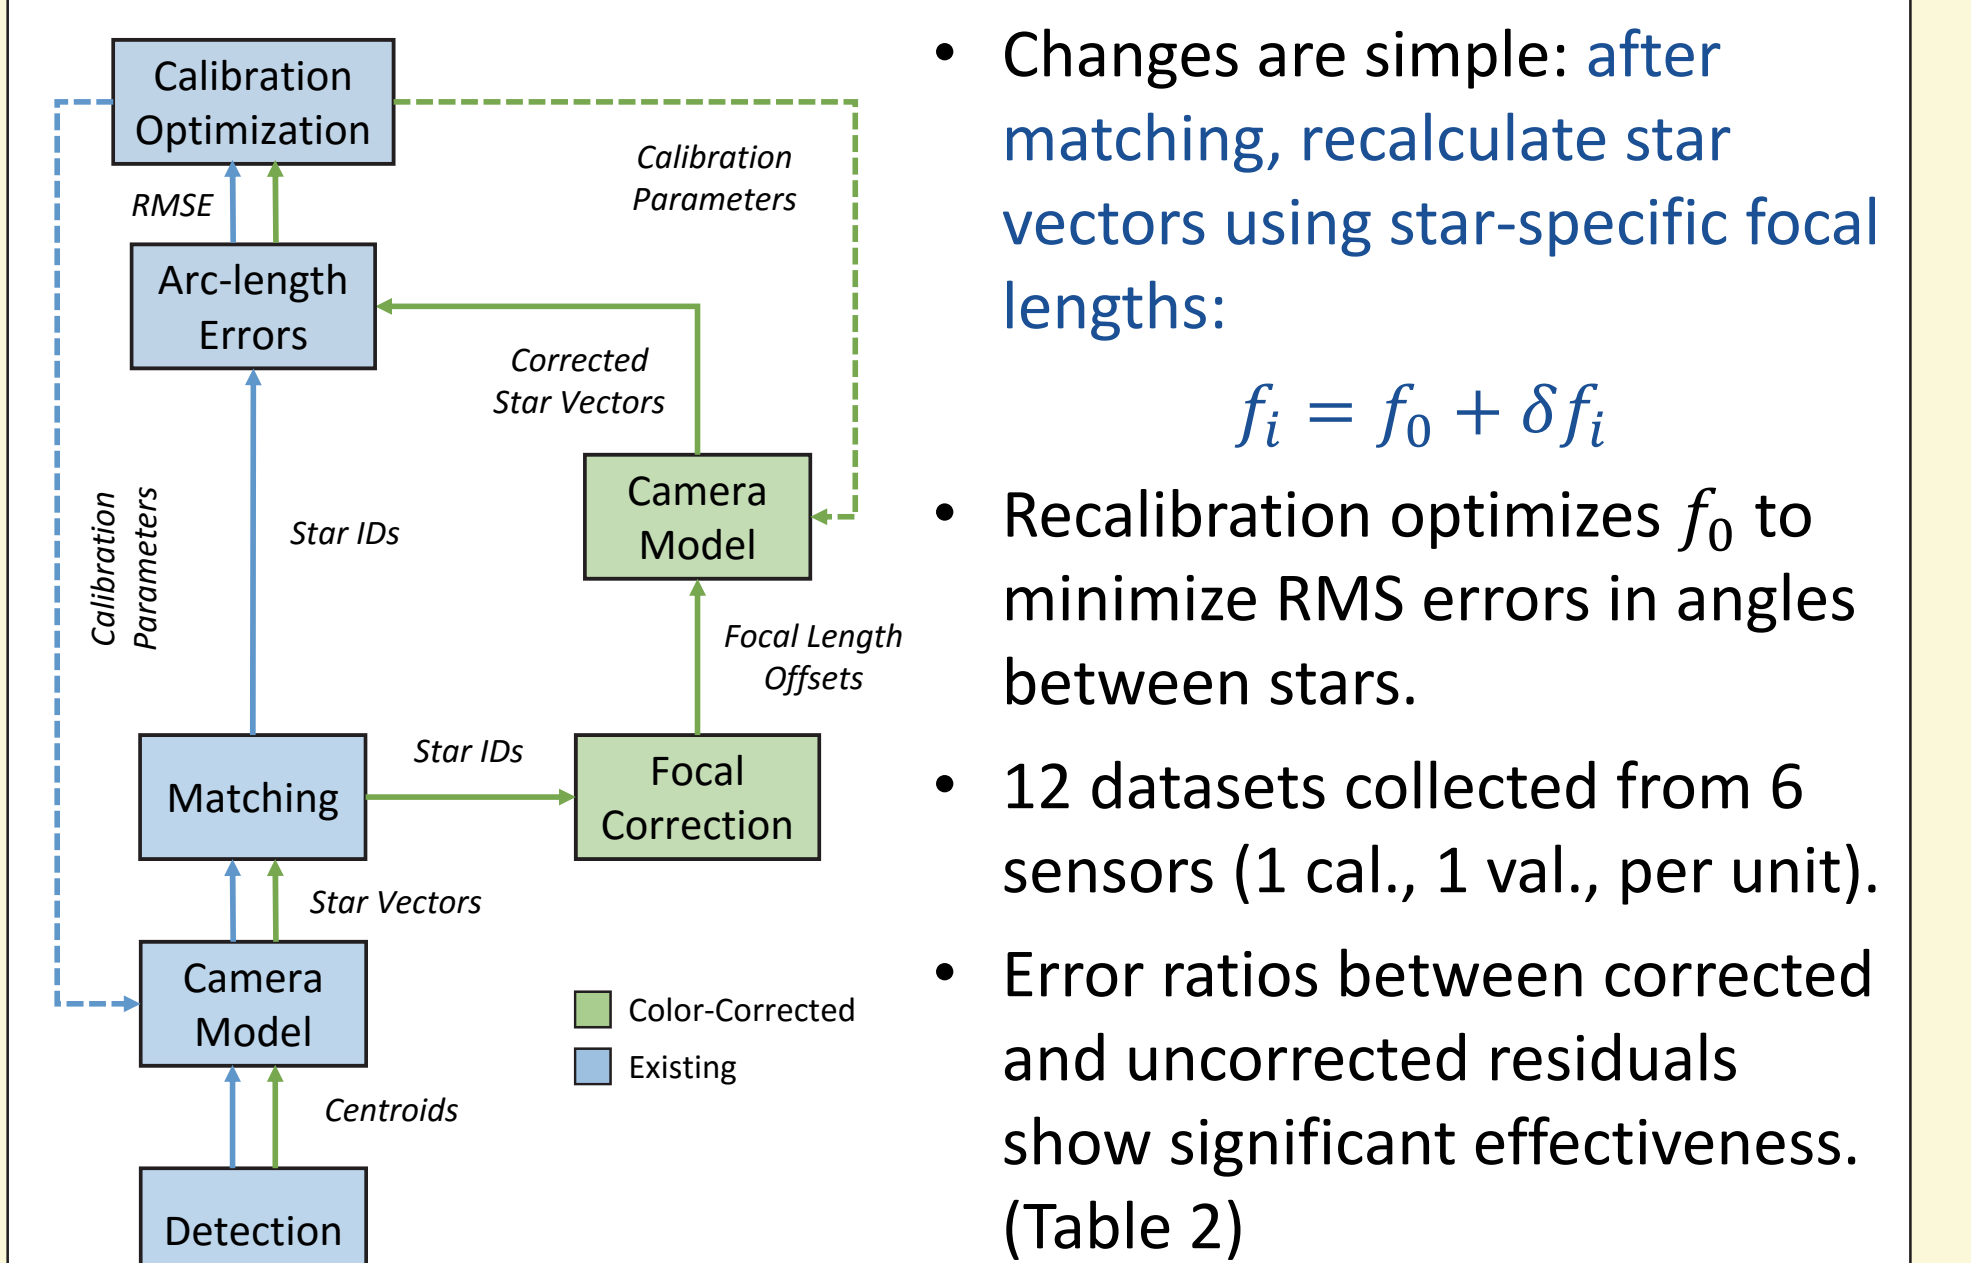 Calibration
Optimization
RMSE
Calibration
Parameters
Arc-length
Errors
Corrected
Star Vectors
Calibration
Parameters
Star IDs
Camera
Model
Focal Length
Offsets
Matching
Star IDs
Focal
Correction
Star Vectors
Camera
Model
Color-Corrected
Existing
Centroids
Detection
• Changes are simple: after
matching, recalculate star
vectors using star-specific focal
lengths:
f_i = f_0 + δf_i
• Recalibration optimizes f_0 to
minimize RMS errors in angles
between stars.
• 12 datasets collected from 6
sensors (1 cal., 1 val., per unit).
• Error ratios between corrected
and uncorrected residuals
show significant effectiveness.
(Table 2)